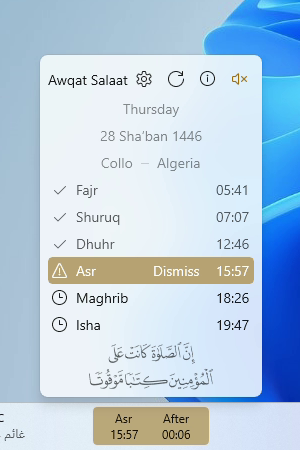 Awqat Salaat
Thursday
28 Sha'ban 1446
Collo — Algeria
Fajr 05:41
Shuruq 07:07
Dhuhr 12:46
Asr Dismiss 15:57
Maghrib 18:26
Isha 19:47
إِنَّ ٱلصَّلَوٰةَ كَانَتْ عَلَى
ٱلْمُؤْمِنِينَ كِتَـٰبًا مَّوْقُوتًا
C
غائم
Asr After
15:57 00:06